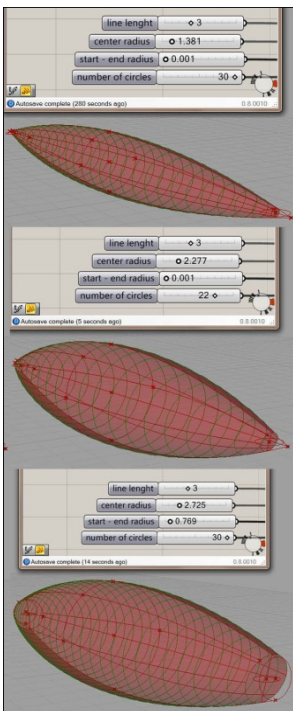 line lenght ◇ 3
center radius ○ 1.381
start - end radius ○ 0.001
number of circles 30 ◇
Autosave complete (280 seconds ago) 0.8.0010
line lenght ◇ 3
center radius ○ 2.277
start - end radius ○ 0.001
number of circles 22 ◇
Autosave complete (5 seconds ago) 0.8.0010
line lenght ◇ 3
center radius ○ 2.725
start - end radius ○ 0.769
number of circles 30 ◇
Autosave complete (14 seconds ago) 0.8.0010